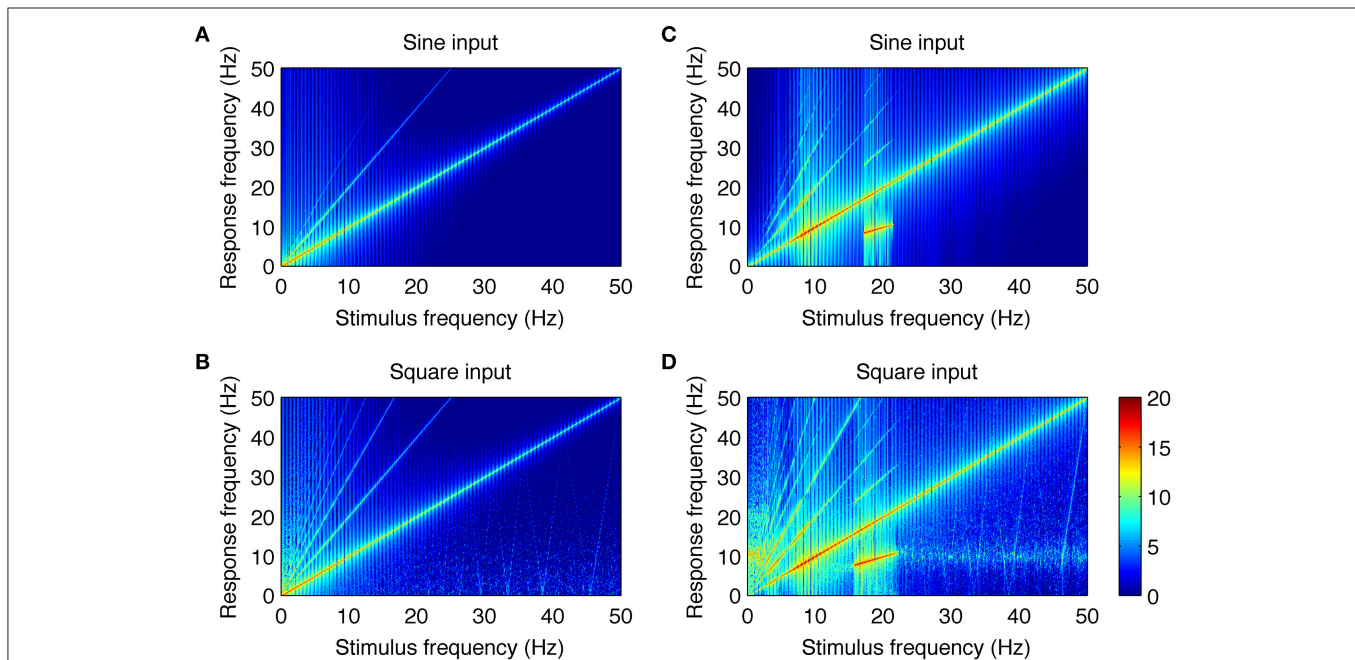 A
Sine input
Response frequency (Hz)
50
40
30
20
10
0
0 10 20 30 40 50
Stimulus frequency (Hz)
C
Sine input
Response frequency (Hz)
50
40
30
20
10
0
0 10 20 30 40 50
Stimulus frequency (Hz)
B
Square input
Response frequency (Hz)
50
40
30
20
10
0
0 10 20 30 40 50
Stimulus frequency (Hz)
D
Square input
Response frequency (Hz)
50
40
30
20
10
0
0 10 20 30 40 50
Stimulus frequency (Hz)
20
15
10
5
0